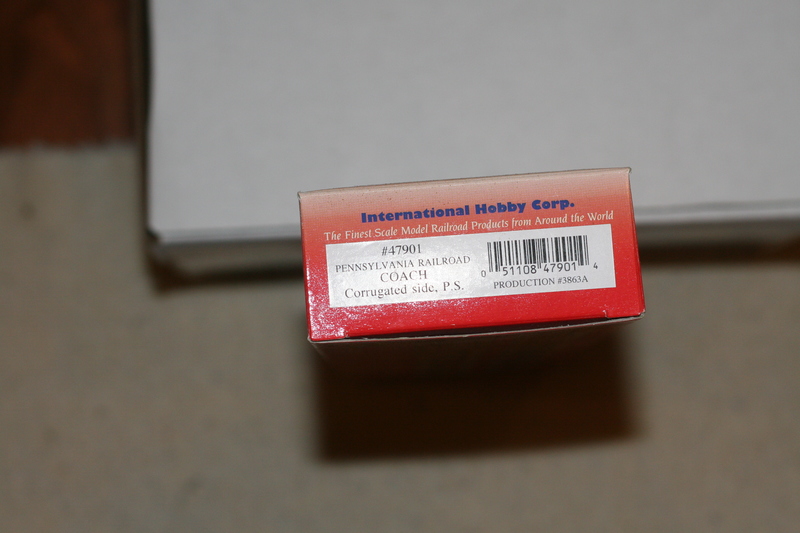 International Hobby Corp.
The Finest Scale Model Railroad Products from Around the World
#47901
PENNSYLVANIA RAILROAD
COACH
Corrugated side, P.S.
0 51108 47901 4
PRODUCTION #3863A